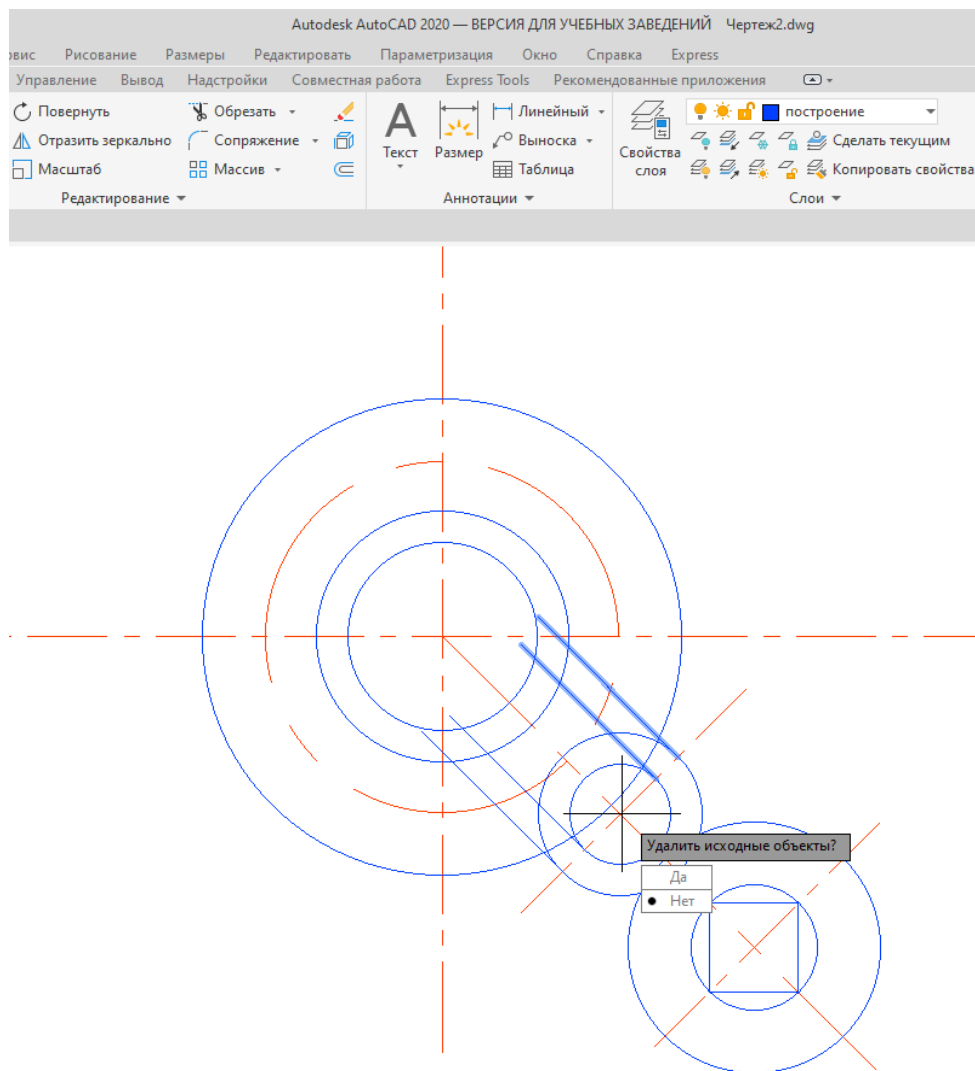 Autodesk AutoCAD 2020 — ВЕРСИЯ ДЛЯ УЧЕБНЫХ ЗАВЕДЕНИЙ Чертеж2.dwg
рвис Рисование Размеры Редактировать Параметризация Окно Справка Express
Управление Вывод Надстройки Совместная работа Express Tools Рекомендованные приложения
Повернуть Обрезать Линейный построение
Отразить зеркально Сопряжение Текст Размер Выноска Свойства слоя Сделать текущим
Масштаб Массив Таблица Копировать свойства
Редактирование Аннотации Слои
Удалить исходные объекты?
Да
Нет